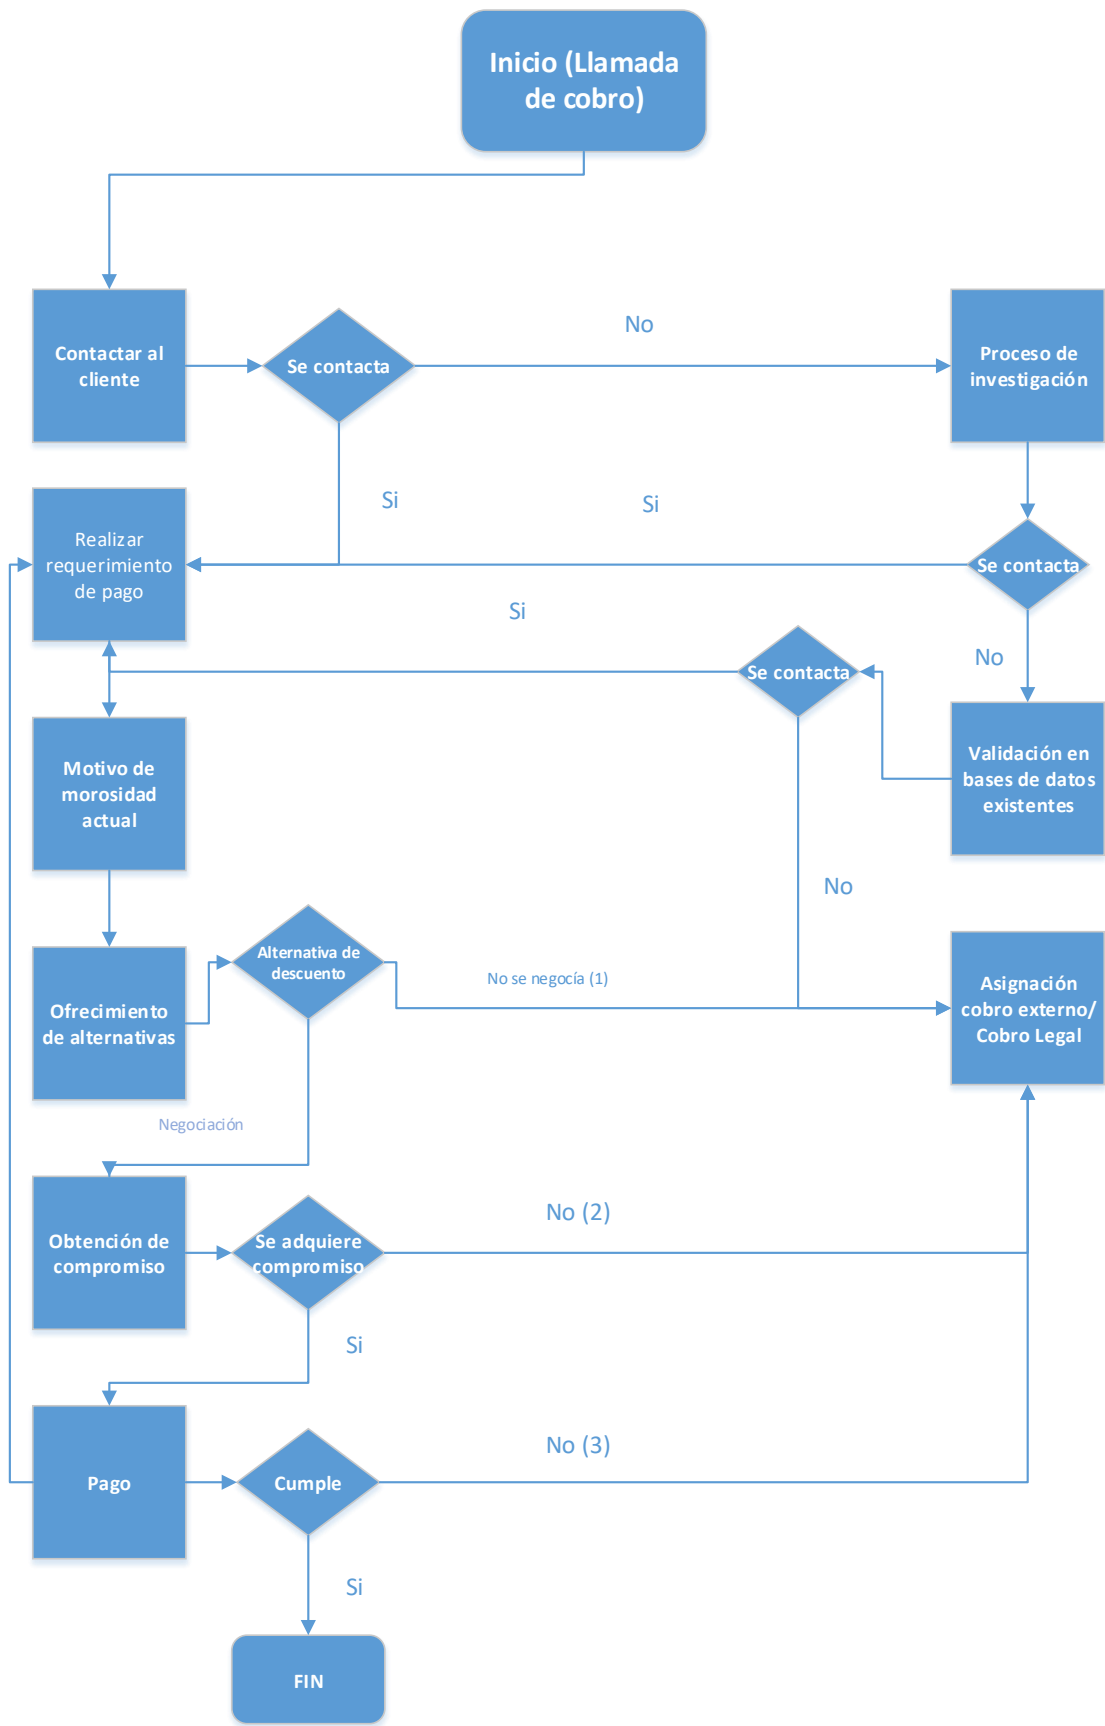 Inicio (Llamada
de cobro)
Contactar al
cliente
Se contacta
No
Proceso de
investigación
Si
Si
Realizar
requerimiento
de pago
Se contacta
Si
No
Se contacta
Motivo de
morosidad
actual
Validación en
bases de datos
existentes
No
Alternativa de
descuento
No se negocía (1)
Asignación
cobro externo/
Cobro Legal
Ofrecimiento
de alternativas
Negociación
Obtención de
compromiso
Se adquiere
compromiso
No (2)
Si
Pago
Cumple
No (3)
Si
FIN